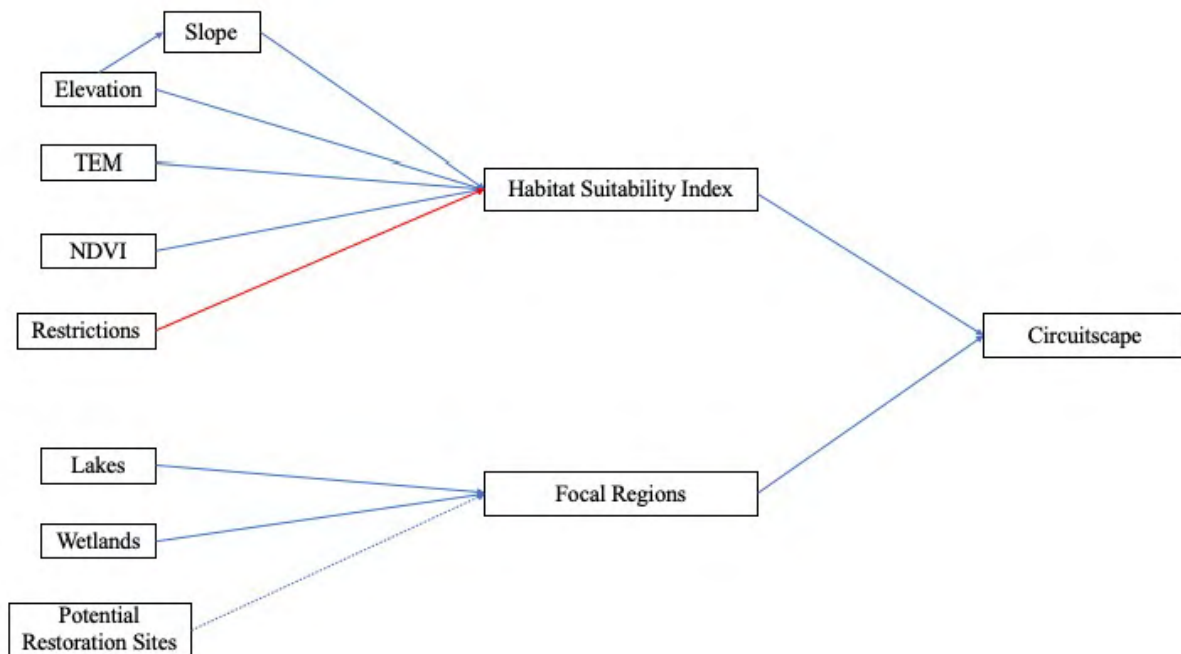 Slope
Elevation
TEM
Habitat Suitability Index
NDVI
Restrictions
Circuitscape
Lakes
Focal Regions
Wetlands
Potential
Restoration Sites